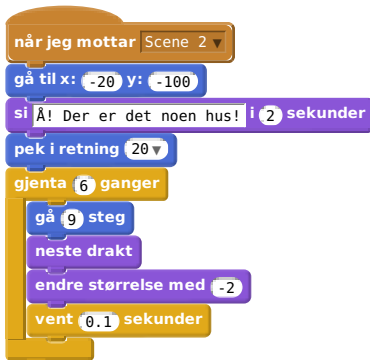 når jeg mottar Scene 2
gå til x: -20 y: -100
si Å! Der er det noen hus! i 2 sekunder
pek i retning 20
gjenta 6 ganger
gå 9 steg
neste drakt
endre størrelse med -2
vent 0.1 sekunder